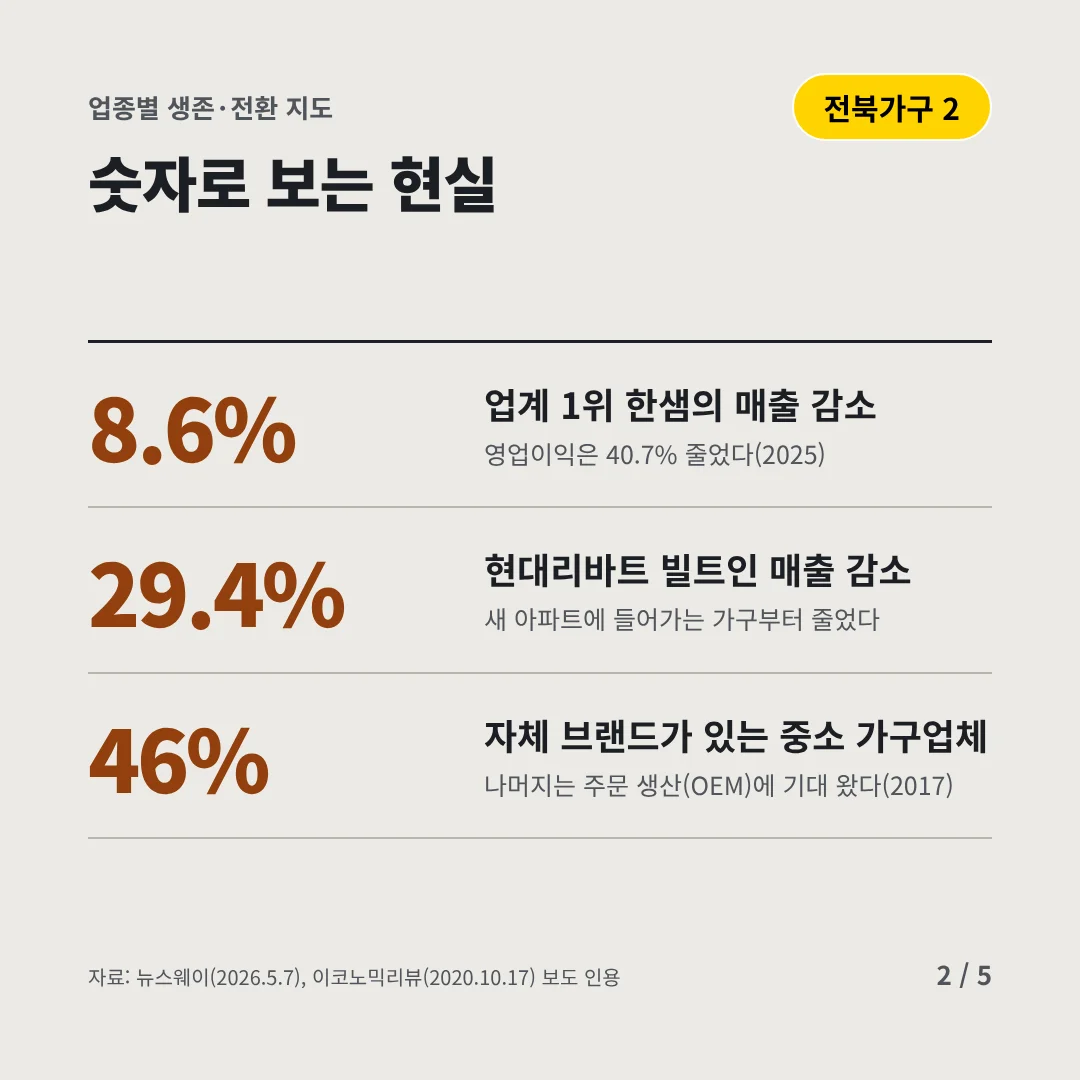 업종별 생존·전환 지도
전북가구 2
숫자로 보는 현실
8.6%
업계 1위 한샘의 매출 감소
영업이익은 40.7% 줄었다(2025)
29.4%
현대리바트 빌트인 매출 감소
새 아파트에 들어가는 가구부터 줄었다
46%
자체 브랜드가 있는 중소 가구업체
나머지는 주문 생산(OEM)에 기대 왔다(2017)
자료: 뉴스웨이(2026.5.7), 이코노믹리뷰(2020.10.17) 보도 인용
2 / 5